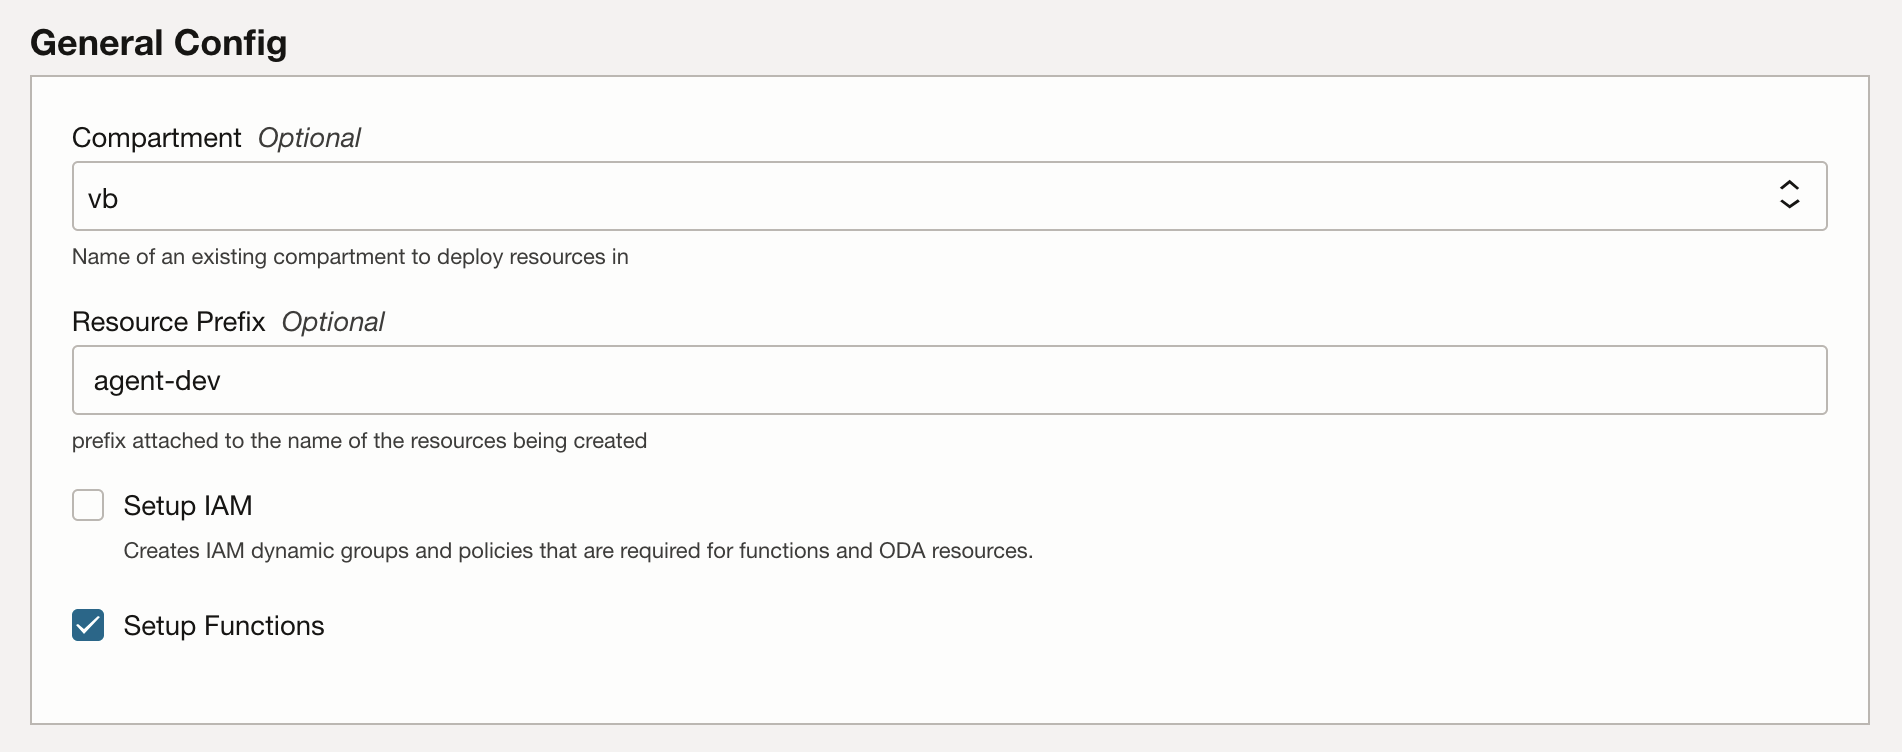 General Config
Compartment Optional
vb
Name of an existing compartment to deploy resources in
Resource Prefix Optional
agent-dev
prefix attached to the name of the resources being created
Setup IAM
Creates IAM dynamic groups and policies that are required for functions and ODA resources.
Setup Functions